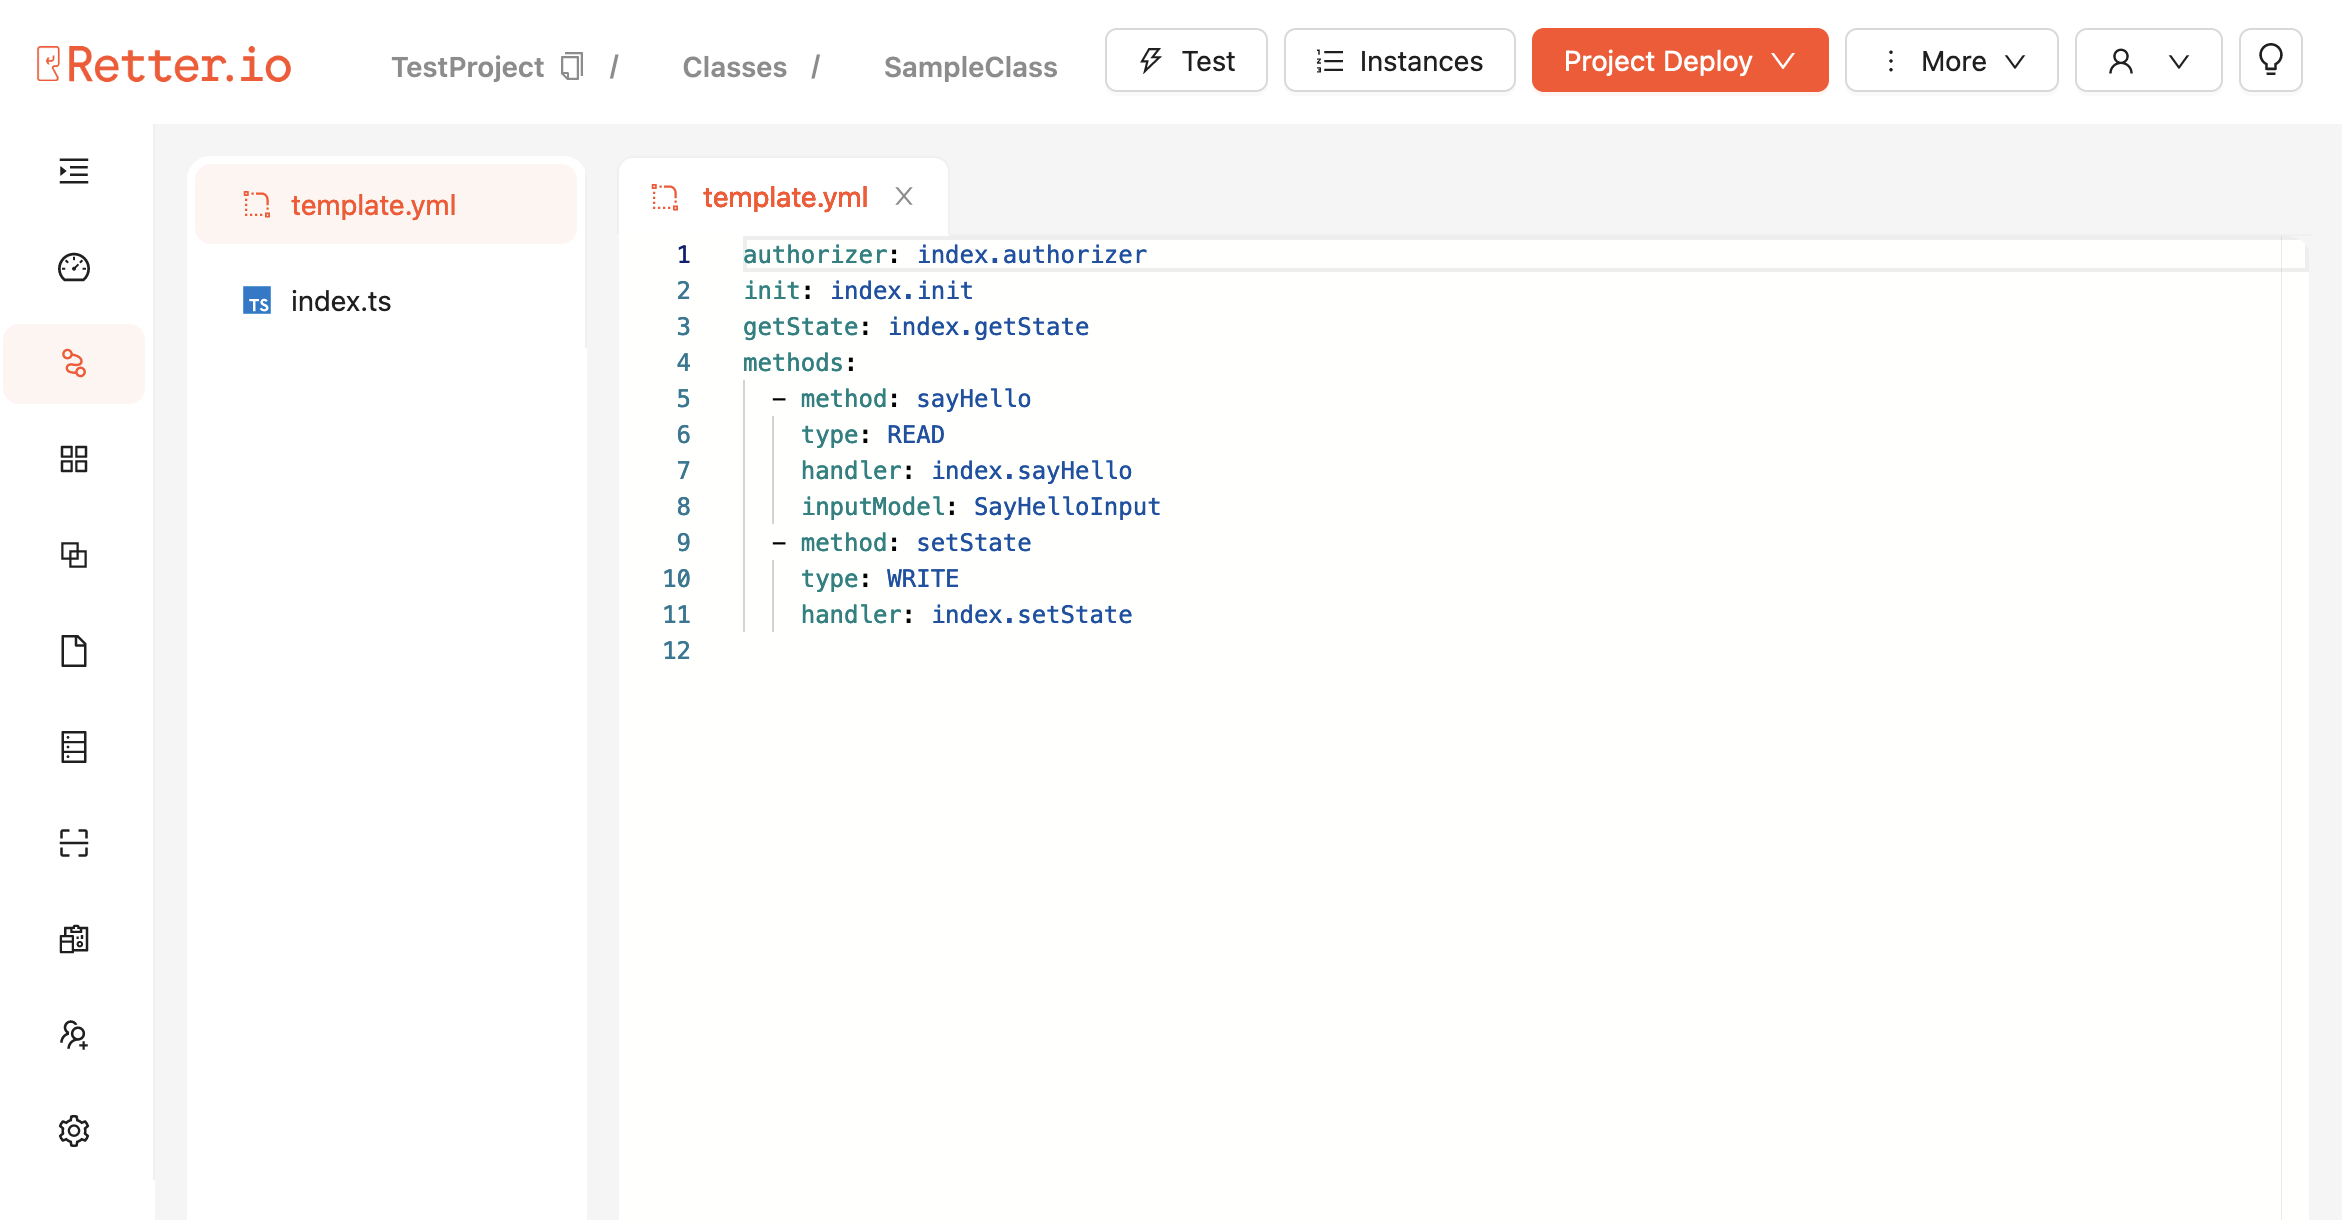 Retter.io
TestProject / Classes / SampleClass
Test
Instances
Project Deploy
More
template.yml
TS index.ts
template.yml
1 authorizer: index.authorizer
2 init: index.init
3 getState: index.getState
4 methods:
5 - method: sayHello
6 type: READ
7 handler: index.sayHello
8 inputModel: SayHelloInput
9 - method: setState
10 type: WRITE
11 handler: index.setState
12